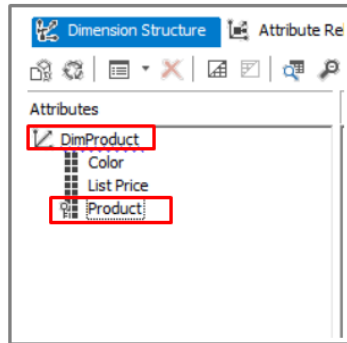 Dimension Structure Attribute Re
Attributes
DimProduct
Color
List Price
Product